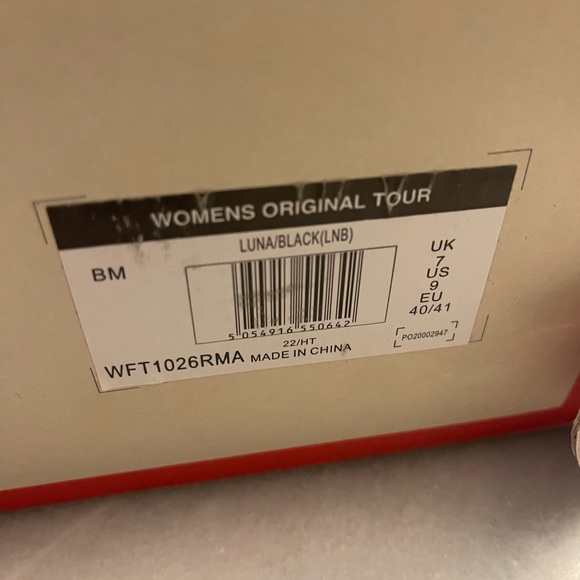 WOMENS ORIGINAL TOUR
LUNA/BLACK(LNB)
BM
UK
7
US
9
EU
40/41
5 054916 550642
22/HT
WFT1026RMA MADE IN CHINA
PO20002947